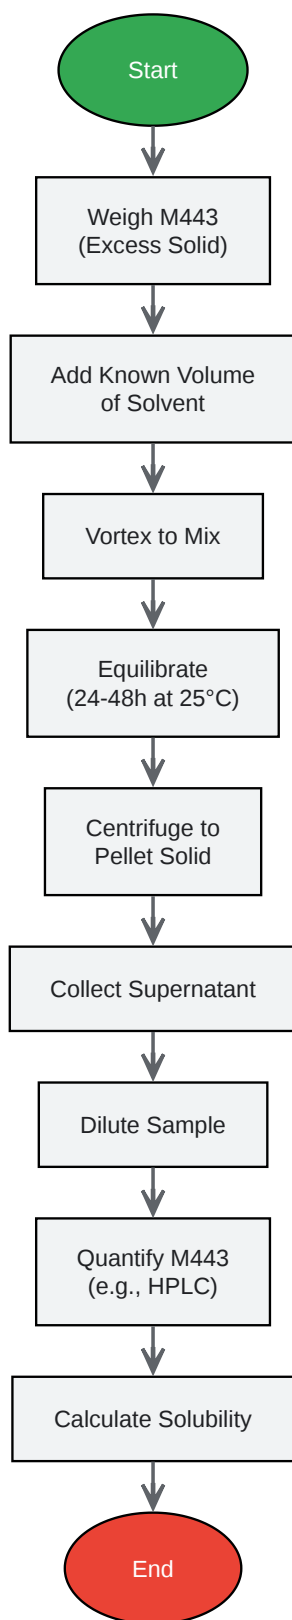 Start
Weigh M443
(Excess Solid)
Add Known Volume
of Solvent
Vortex to Mix
Equilibrate
(24-48h at 25°C)
Centrifuge to
Pellet Solid
Collect Supernatant
Dilute Sample
Quantify M443
(e.g., HPLC)
Calculate Solubility
End